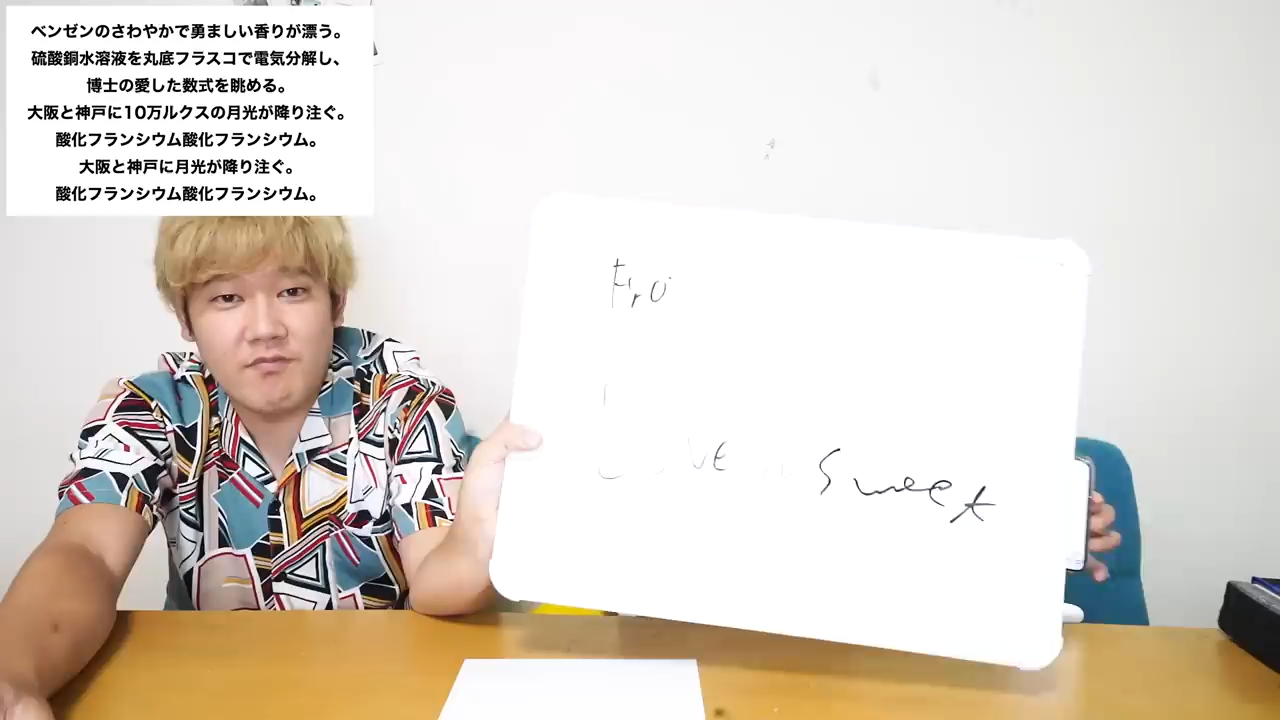 ベンゼンのさわやかで勇ましい香りが漂う。
硫酸銅水溶液を丸底フラスコで電気分解し、
博士の愛した数式を眺める。
大阪と神戸に10万ルクスの月光が降り注ぐ。
酸化フランシウム酸化フランシウム。
大阪と神戸に月光が降り注ぐ。
酸化フランシウム酸化フランシウム。
FrO
Sweet